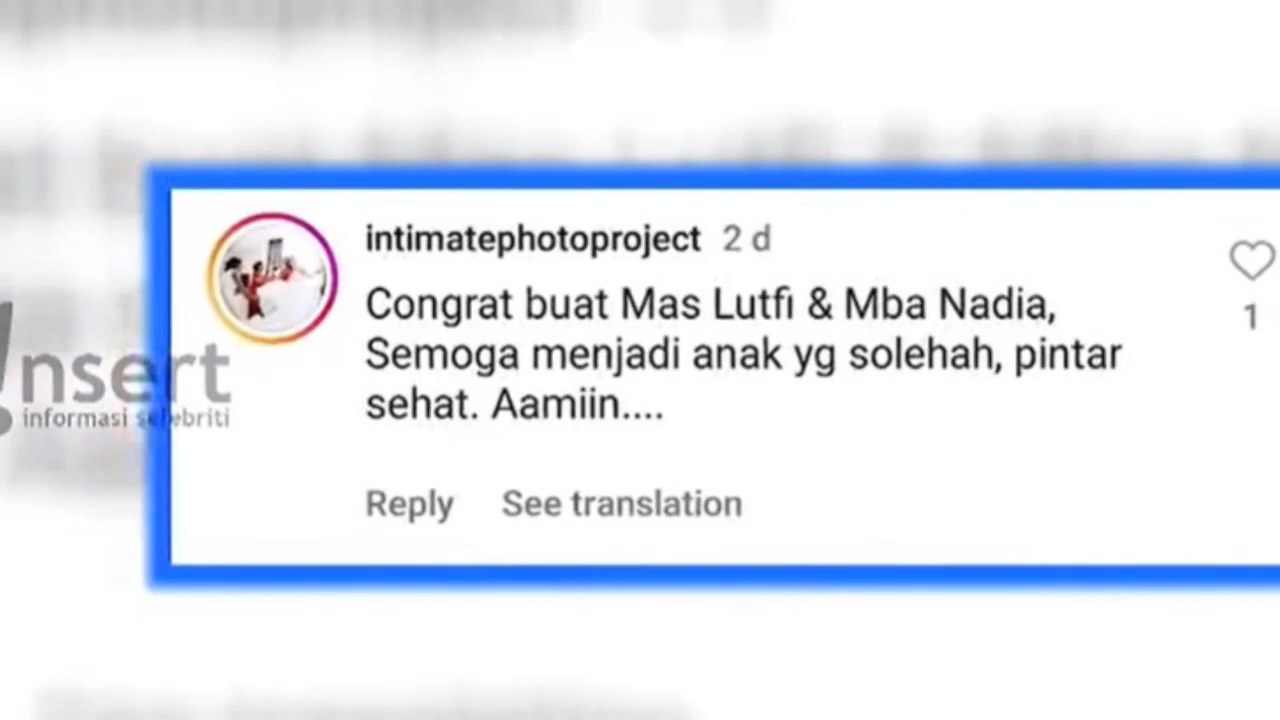 intimatephotoproject 2 d
Congrat buat Mas Lutfi & Mba Nadia,
Semoga menjadi anak yg solehah, pintar
sehat. Aamiin....
1
Reply See translation
!nsert
informasi selebriti